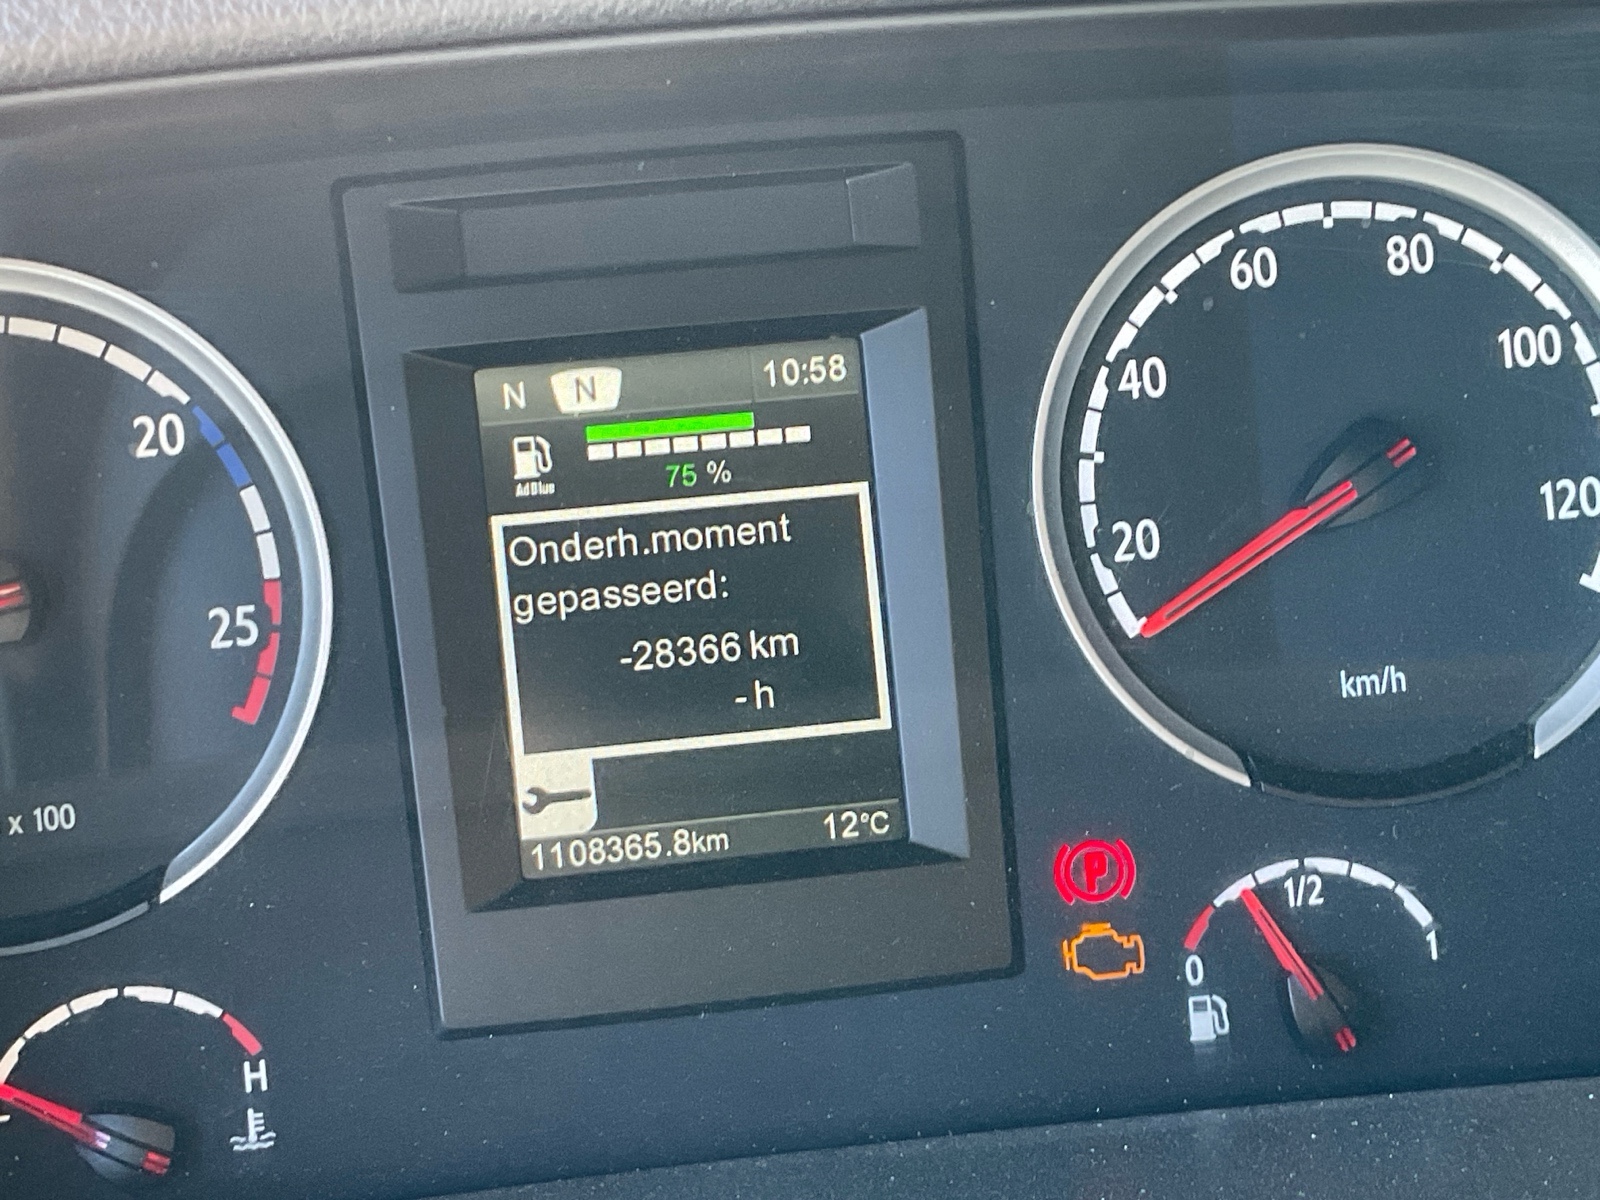 N N 10:58
AdBlue
75 %
Onderh.moment
gepasseerd:
-28366 km
- h
1108365.8km 12°C
20
25
x 100
H
20
40
60
80
100
120
km/h
P
0
1/2
1